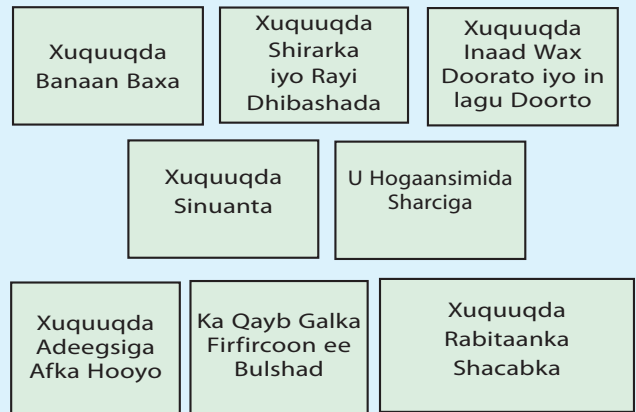 Xuquuqda
Banaan Baxa
Xuquuqda
Shirarka
iyo Rayi
Dhibashada
Xuquuqda
Inaad Wax
Doorato iyo in
lagu Doorto
Xuquuqda
Sinuanta
U Hogaansimida
Sharciga
Xuquuqda
Adeegsiga
Afka Hooyo
Ka Qayb Galka
Firfircoon ee
Bulshad
Xuquuqda
Rabitaanka
Shacabka